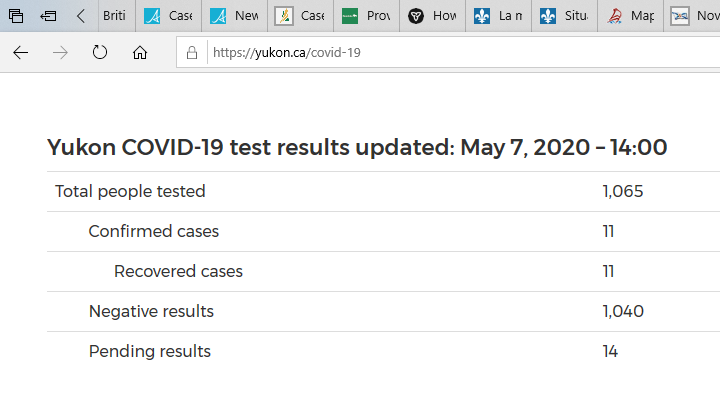 Briti Case New Case Prov How La n Situ Map Nov
https://yukon.ca/covid-19
Yukon COVID-19 test results updated: May 7, 2020 – 14:00
Total people tested 1,065
Confirmed cases 11
Recovered cases 11
Negative results 1,040
Pending results 14